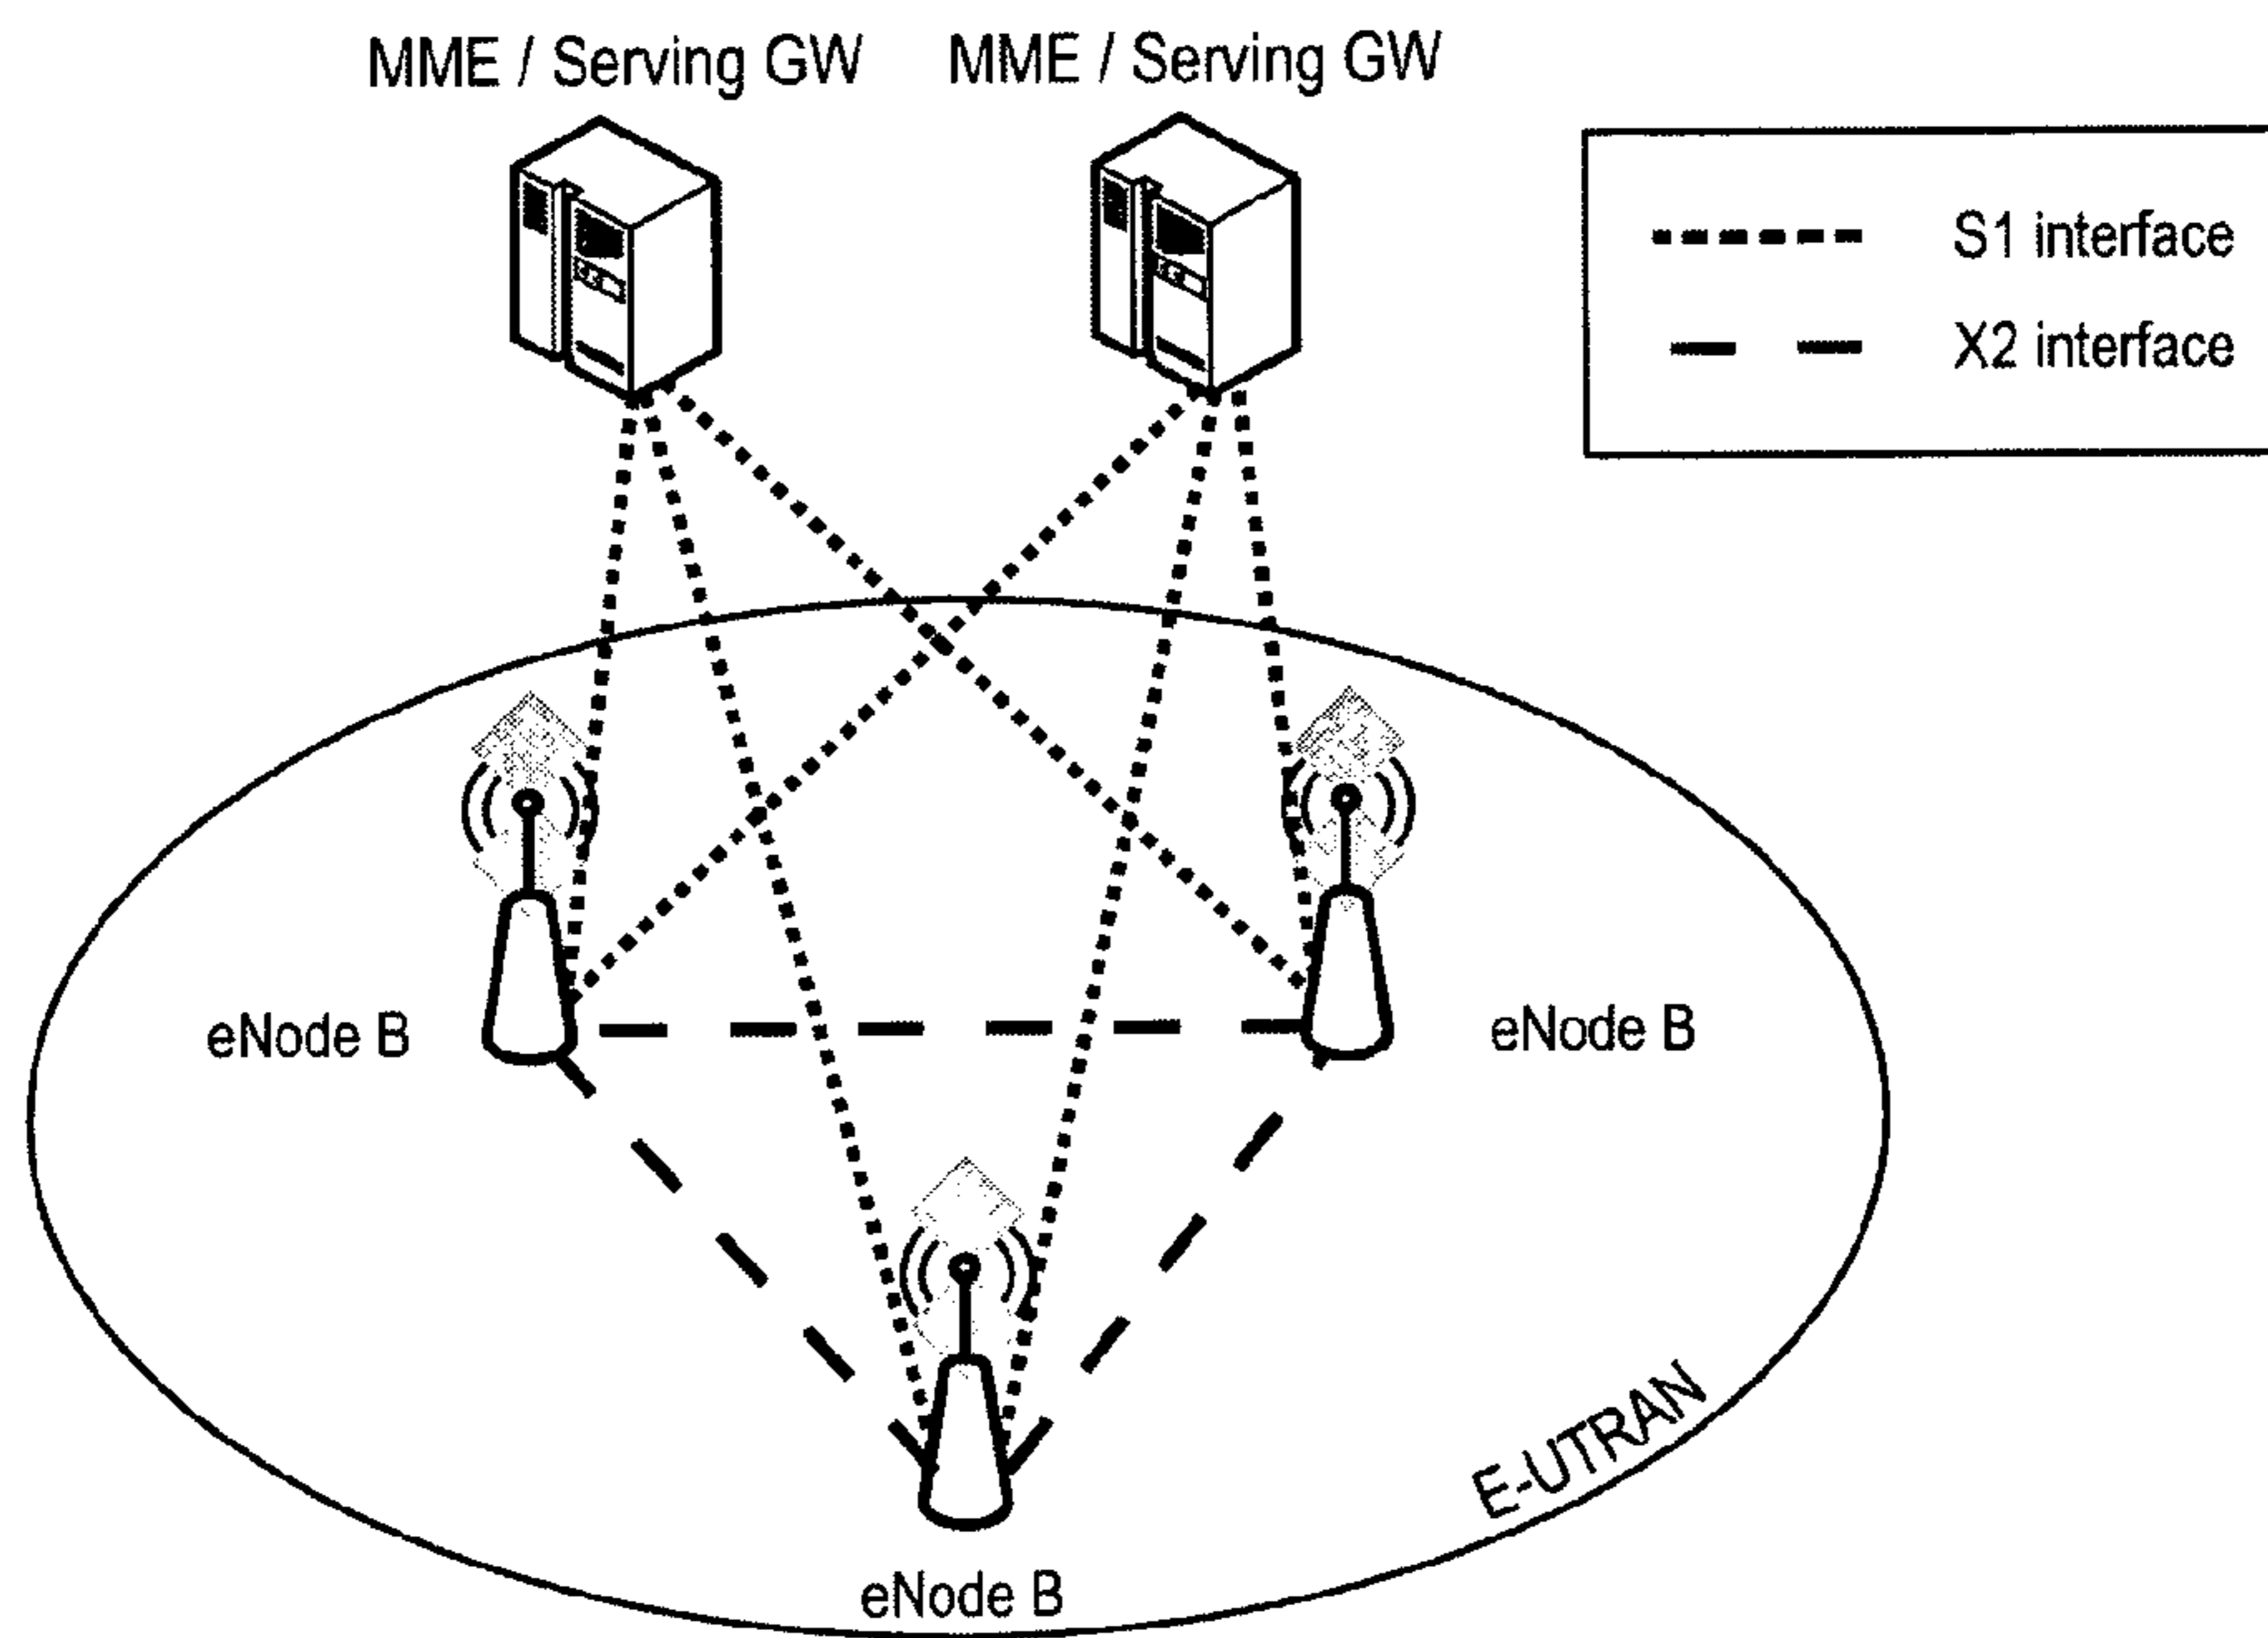 MME / Serving GW
MME / Serving GW
S1 interface
X2 interface
eNode B
eNode B
eNode B
E-UTRAN